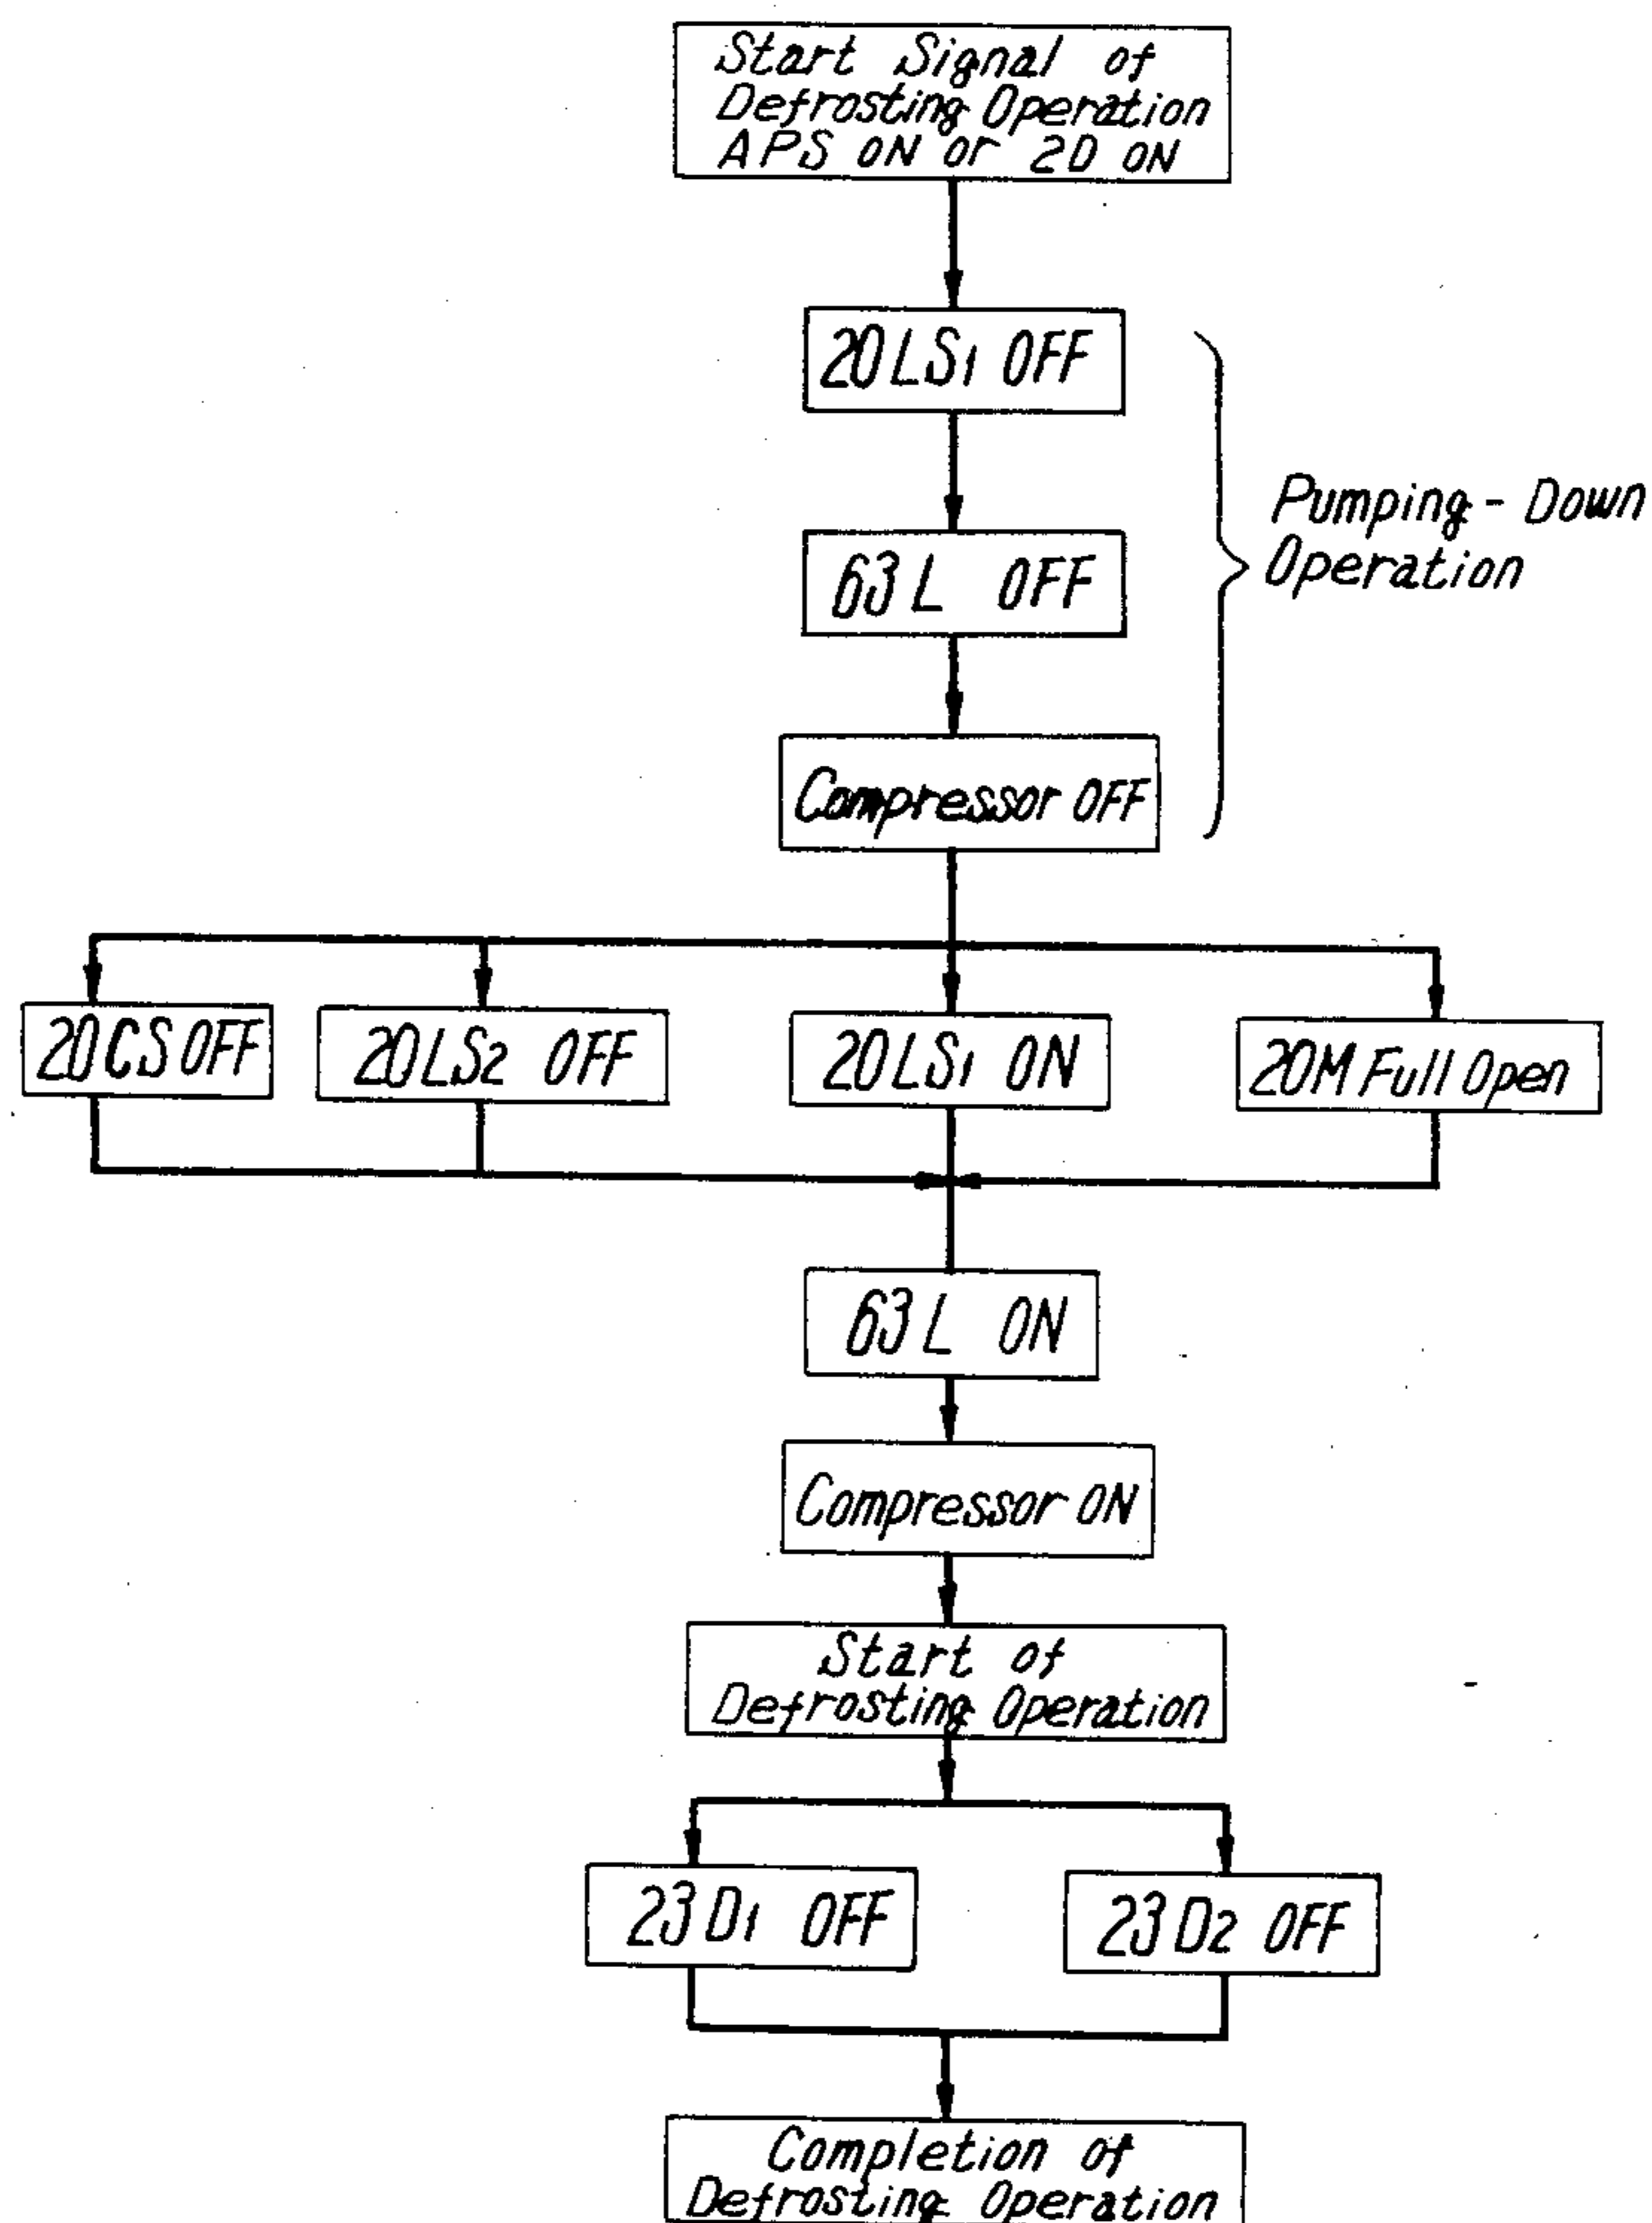 Start Signal of
Defrosting Operation
APS ON or 2D ON
20LS1 OFF
63L OFF
Pumping-Down
Operation
Compressor OFF
20CS OFF
20LS2 OFF
20LS1 ON
20M Full Open
63L ON
Compressor ON
Start of
Defrosting Operation
23D1 OFF
23D2 OFF
Completion of
Defrosting Operation